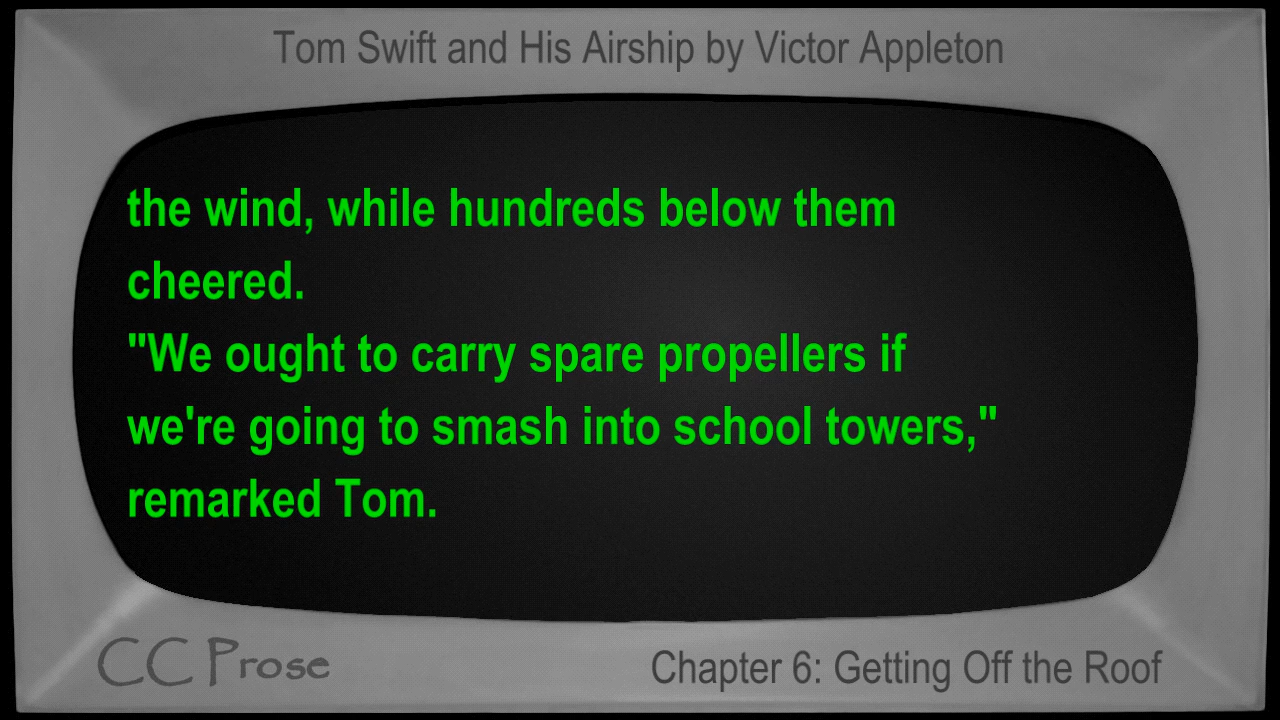 Tom Swift and His Airship by Victor Appleton
the wind, while hundreds below them
cheered.
"We ought to carry spare propellers if
we're going to smash into school towers,"
remarked Tom.
CC Prose
Chapter 6: Getting Off the Roof